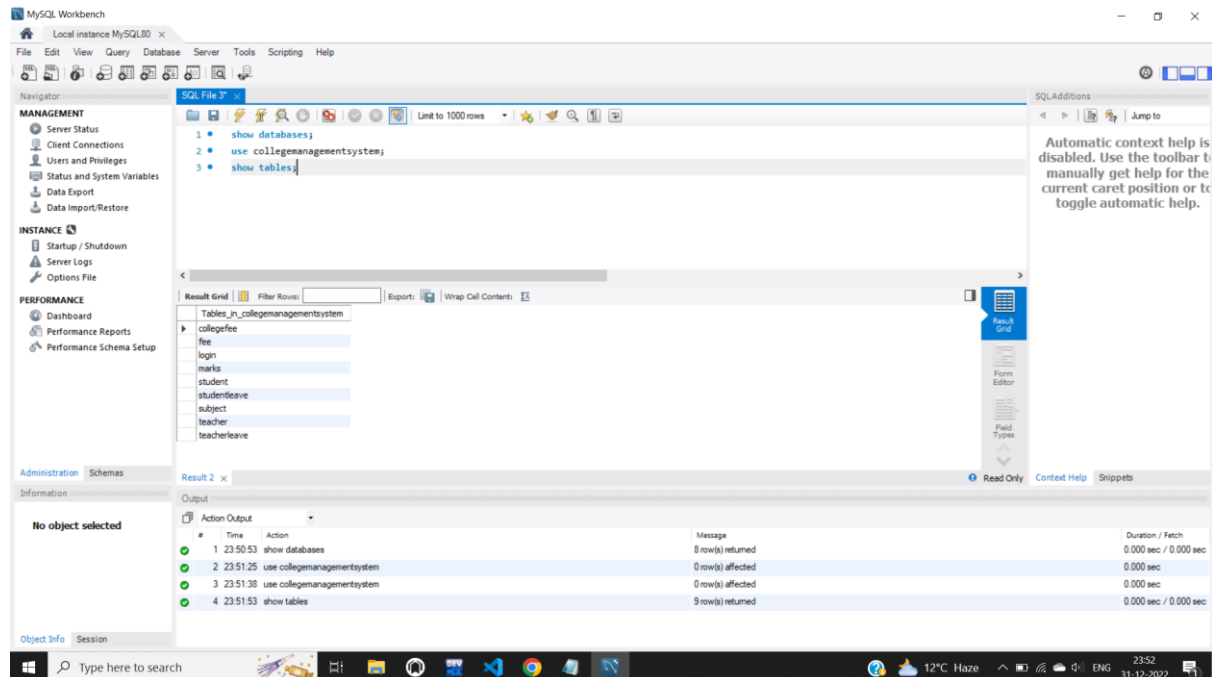 MySQL Workbench
Local instance MySQL80
File Edit View Query Database Server Tools Scripting Help
Navigator
MANAGEMENT
Server Status
Client Connections
Users and Privileges
Status and System Variables
Data Export
Data Import/Restore
INSTANCE
Startup / Shutdown
Server Logs
Options File
PERFORMANCE
Dashboard
Performance Reports
Performance Schema Setup
Administration Schemas
Information
No object selected
Object Info Session
SQL File 3*
Limit to 1000 rows
1 show databases;
2 use collegemanagementsystem;
3 show tables;
Result Grid Filter Rows: Export: Wrap Cell Content:
Tables_in_collegemanagementsystem
collegefee
fee
login
marks
student
studentleave
subject
teacher
teacherleave
Result Grid
Form Editor
Field Types
Result 2 Read Only
SQLAdditions
Jump to
Automatic context help is
disabled. Use the toolbar
manually get help for the
current caret position or
toggle automatic help.
Context Help Snippets
Output
Action Output
# Time Action Message Duration / Fetch
1 23:50:53 show databases 8 row(s) returned 0.000 sec / 0.000 sec
2 23:51:25 use collegemanagementsystem 0 row(s) affected 0.000 sec
3 23:51:38 use collegemanagementsystem 0 row(s) affected 0.000 sec
4 23:51:53 show tables 9 row(s) returned 0.000 sec / 0.000 sec
Type here to search
12°C Haze
ENG
23:52
31-12-2022